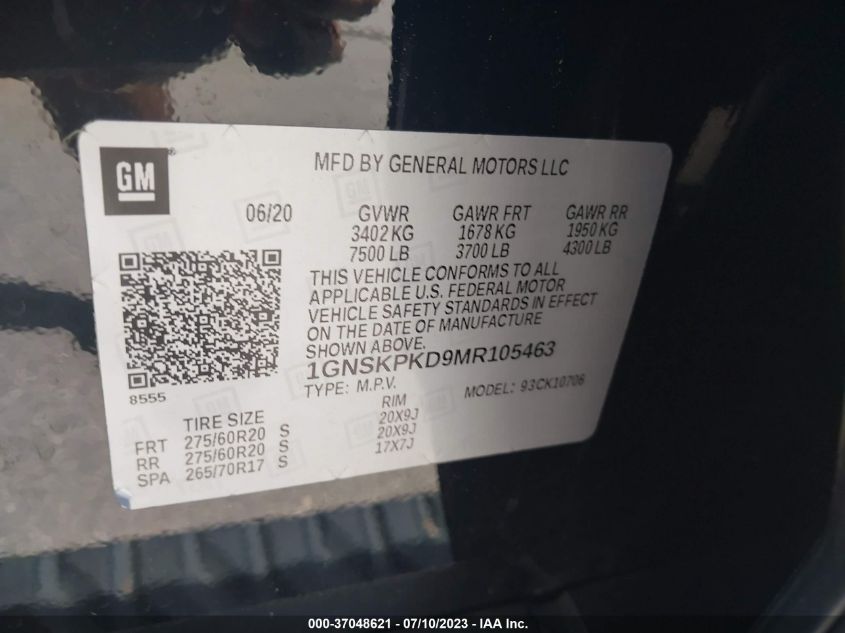 GM ®
MFD BY GENERAL MOTORS LLC
06/20 GVWR GAWR FRT GAWR RR
3402 KG 1678 KG 1950 KG
7500 LB 3700 LB 4300 LB
THIS VEHICLE CONFORMS TO ALL
APPLICABLE U.S. FEDERAL MOTOR
VEHICLE SAFETY STANDARDS IN EFFECT
ON THE DATE OF MANUFACTURE
SHOWN ABOVE.
1GNSKPKD9MR105463
8555
TYPE: M.P.V. MODEL: 93CK10706
TIRE SIZE RIM
FRT 275/60R20 S 20X9J
RR 275/60R20 S 20X9J
SPA 265/70R17 S 17X7J
000-37048621 - 07/10/2023 - IAA Inc.